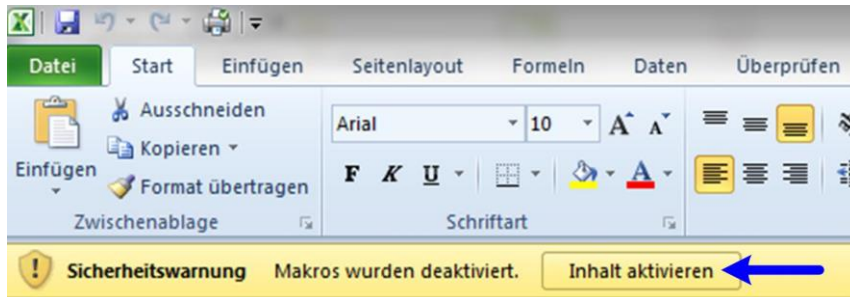 Datei Start Einfügen Seitenlayout Formeln Daten Überprüfen
Ausschneiden
Arial 10 A A
Kopieren
Einfügen
F K U A
Format übertragen
Zwischenablage Schriftart
Sicherheitswarnung Makros wurden deaktiviert. Inhalt aktivieren